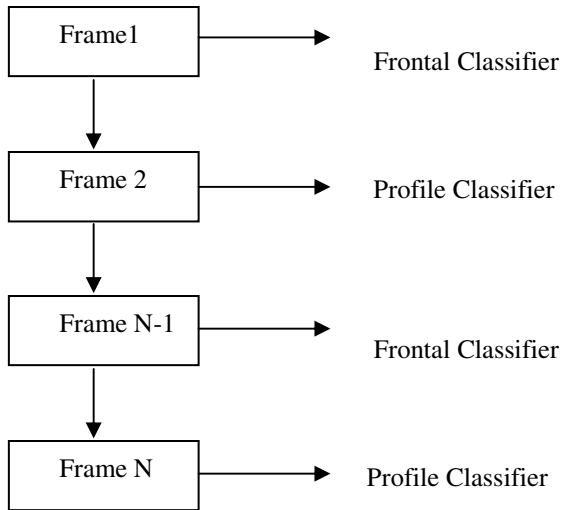 Frame1
Frontal Classifier
Frame 2
Profile Classifier
Frame N-1
Frontal Classifier
Frame N
Profile Classifier